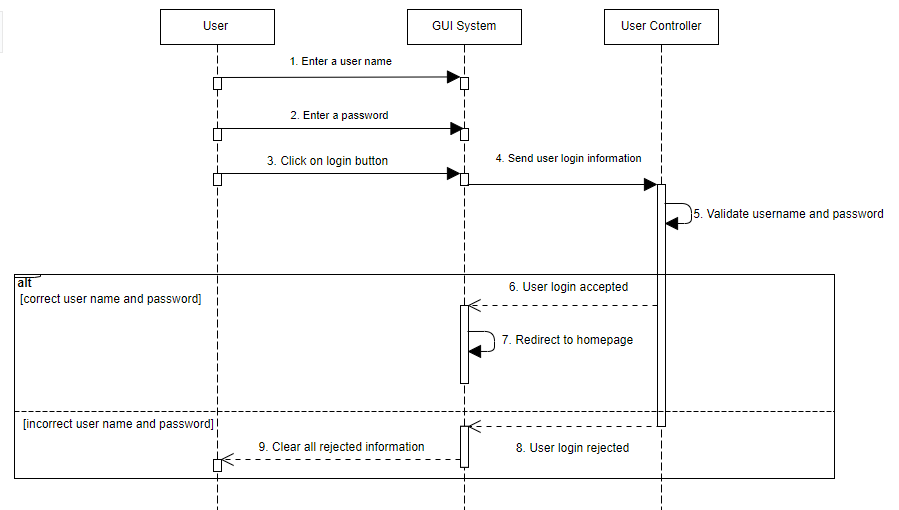 User
GUI System
User Controller
1. Enter a user name
2. Enter a password
3. Click on login button
4. Send user login information
5. Validate username and password
alt
[correct user name and password]
6. User login accepted
7. Redirect to homepage
[incorrect user name and password]
9. Clear all rejected information
8. User login rejected